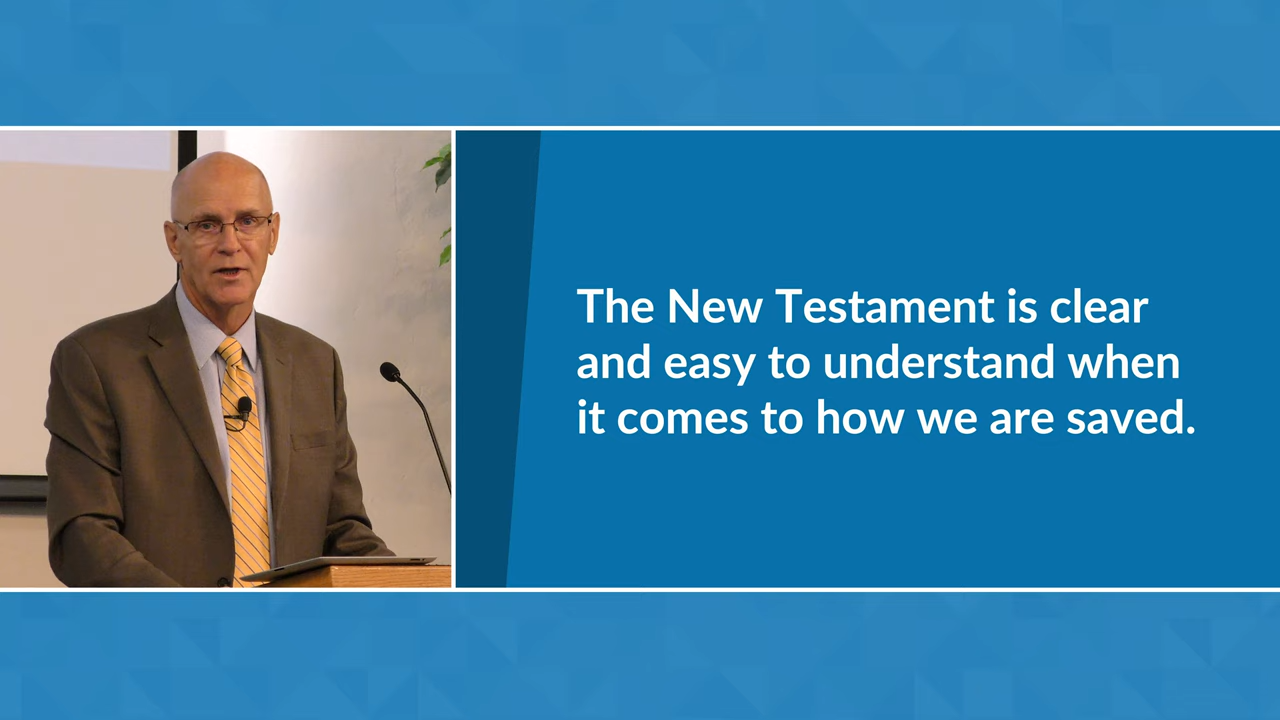 The New Testament is clear
and easy to understand when
it comes to how we are saved.